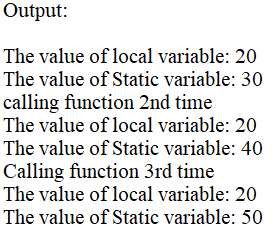 Output:
The value of local variable: 20
The value of Static variable: 30
calling function 2nd time
The value of local variable: 20
The value of Static variable: 40
Calling function 3rd time
The value of local variable: 20
The value of Static variable: 50